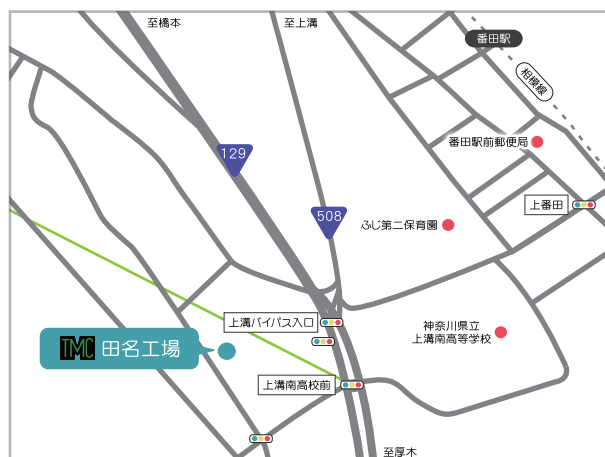 至橋本
至上溝
番田駅
相模線
129
番田駅前郵便局
上番田
508
ふじ第二保育園
上溝バイパス入口
神奈川県立
上溝南高等学校
TMC 田名工場
上溝南高校前
至厚木